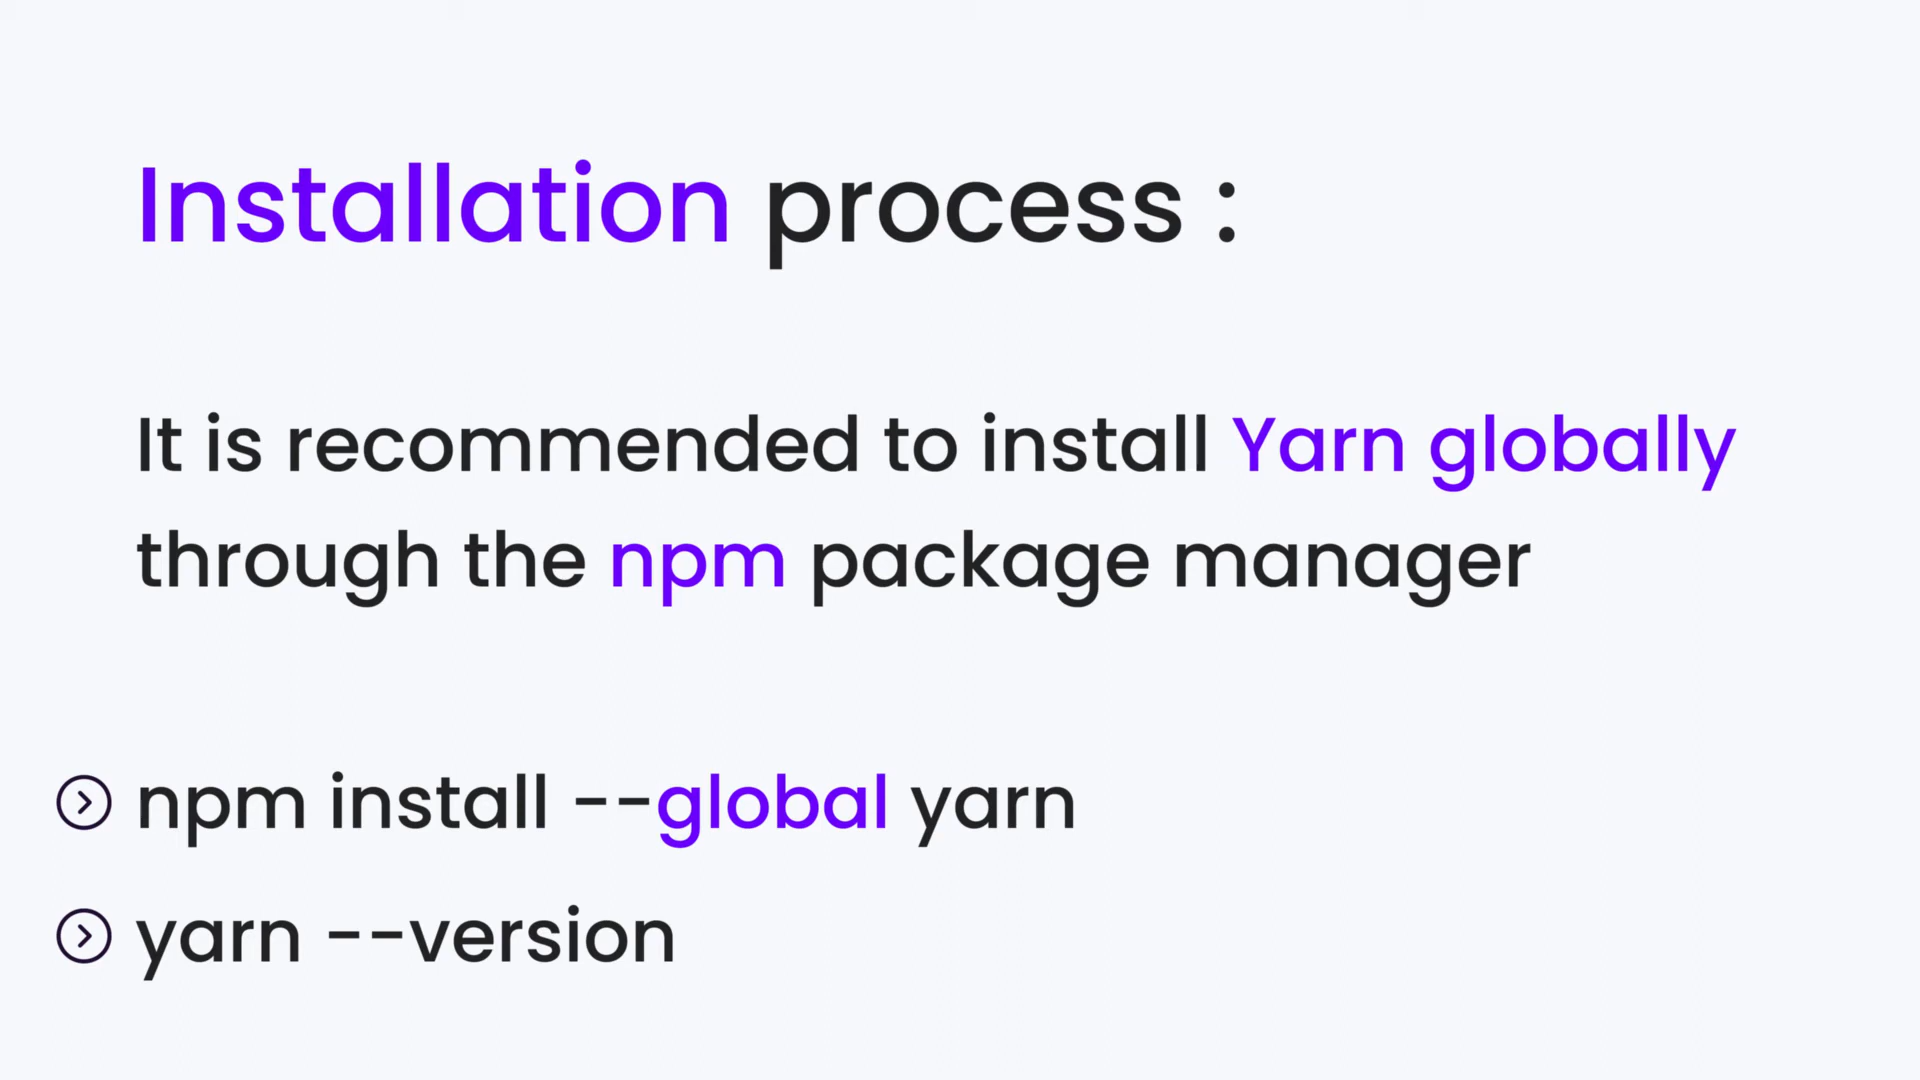 Installation process :
It is recommended to install Yarn globally
through the npm package manager
npm install --global yarn
yarn --version